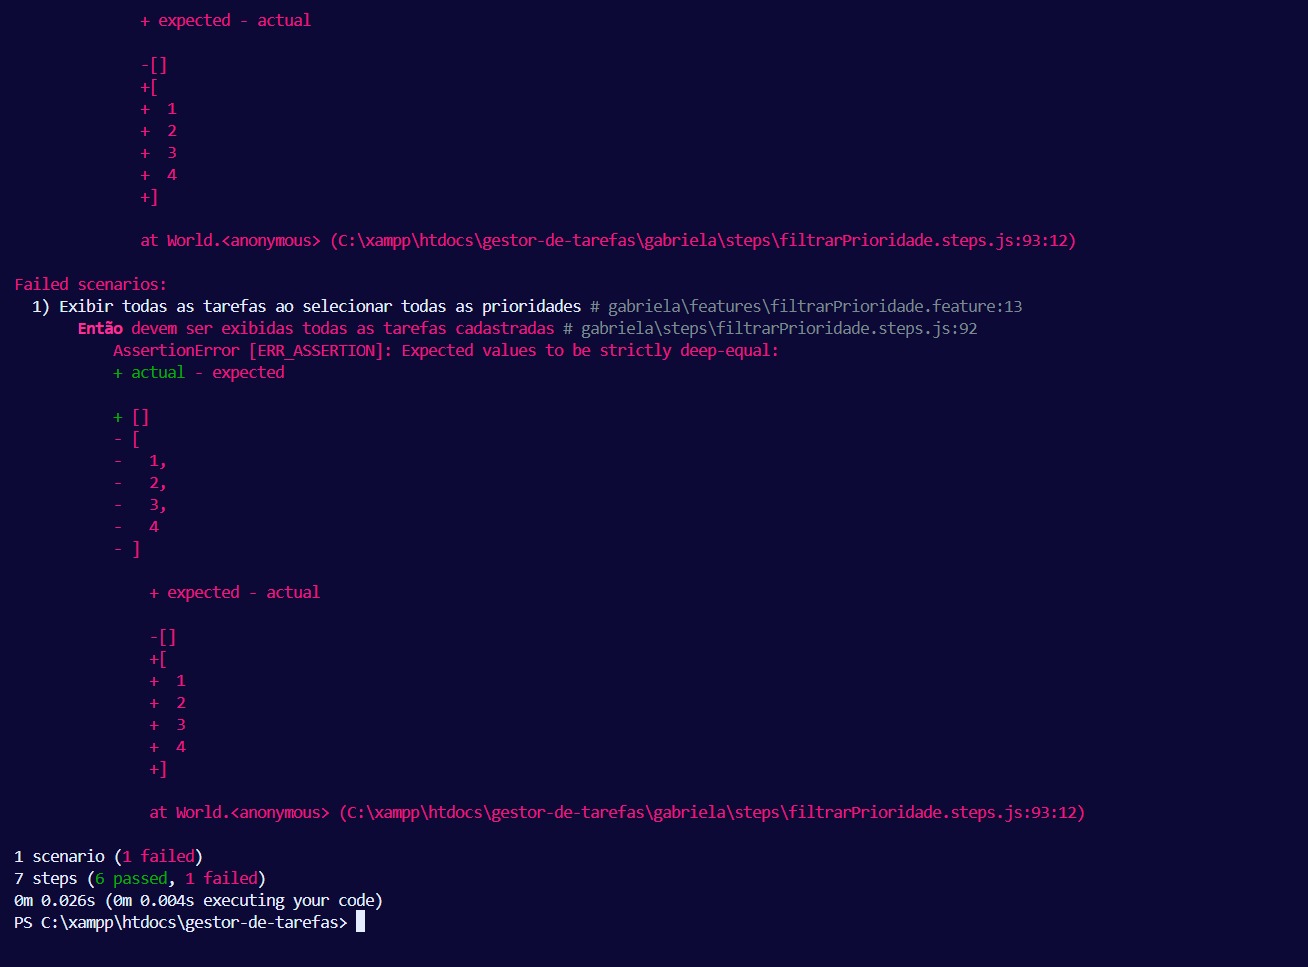 + expected - actual
-[]
+[
+  1
+  2
+  3
+  4
+]
at World.<anonymous> (C:\xampp\htdocs\gestor-de-tarefas\gabriela\steps\filtrarPrioridade.steps.js:93:12)
Failed scenarios:
1) Exibir todas as tarefas ao selecionar todas as prioridades # gabriela\features\filtrarPrioridade.feature:13
Então devem ser exibidas todas as tarefas cadastradas # gabriela\steps\filtrarPrioridade.steps.js:92
AssertionError [ERR_ASSERTION]: Expected values to be strictly deep-equal:
+ actual - expected
+ []
- [
-   1,
-   2,
-   3,
-   4
- ]
+ expected - actual
-[]
+[
+  1
+  2
+  3
+  4
+]
at World.<anonymous> (C:\xampp\htdocs\gestor-de-tarefas\gabriela\steps\filtrarPrioridade.steps.js:93:12)
1 scenario (1 failed)
7 steps (6 passed, 1 failed)
0m 0.026s (0m 0.004s executing your code)
PS C:\xampp\htdocs\gestor-de-tarefas>